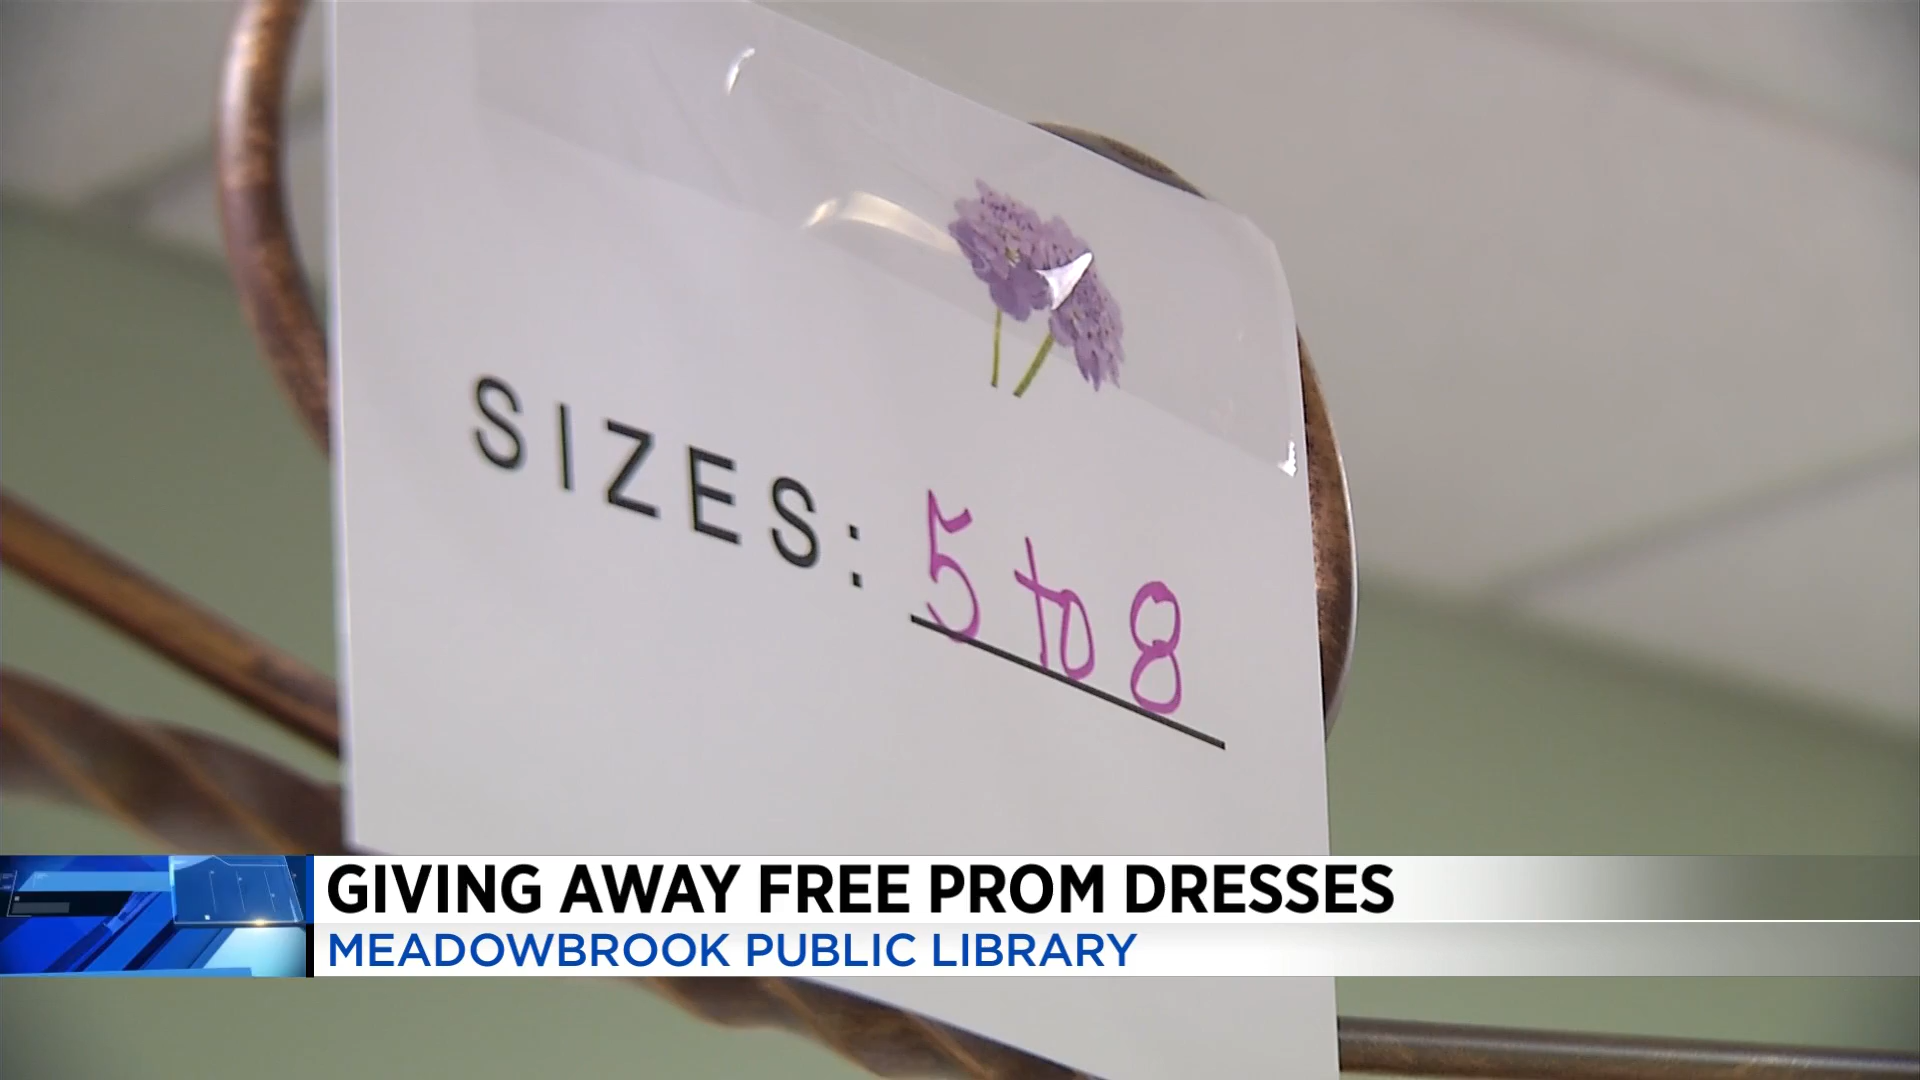 SIZES: 5 to 8
GIVING AWAY FREE PROM DRESSES
MEADOWBROOK PUBLIC LIBRARY